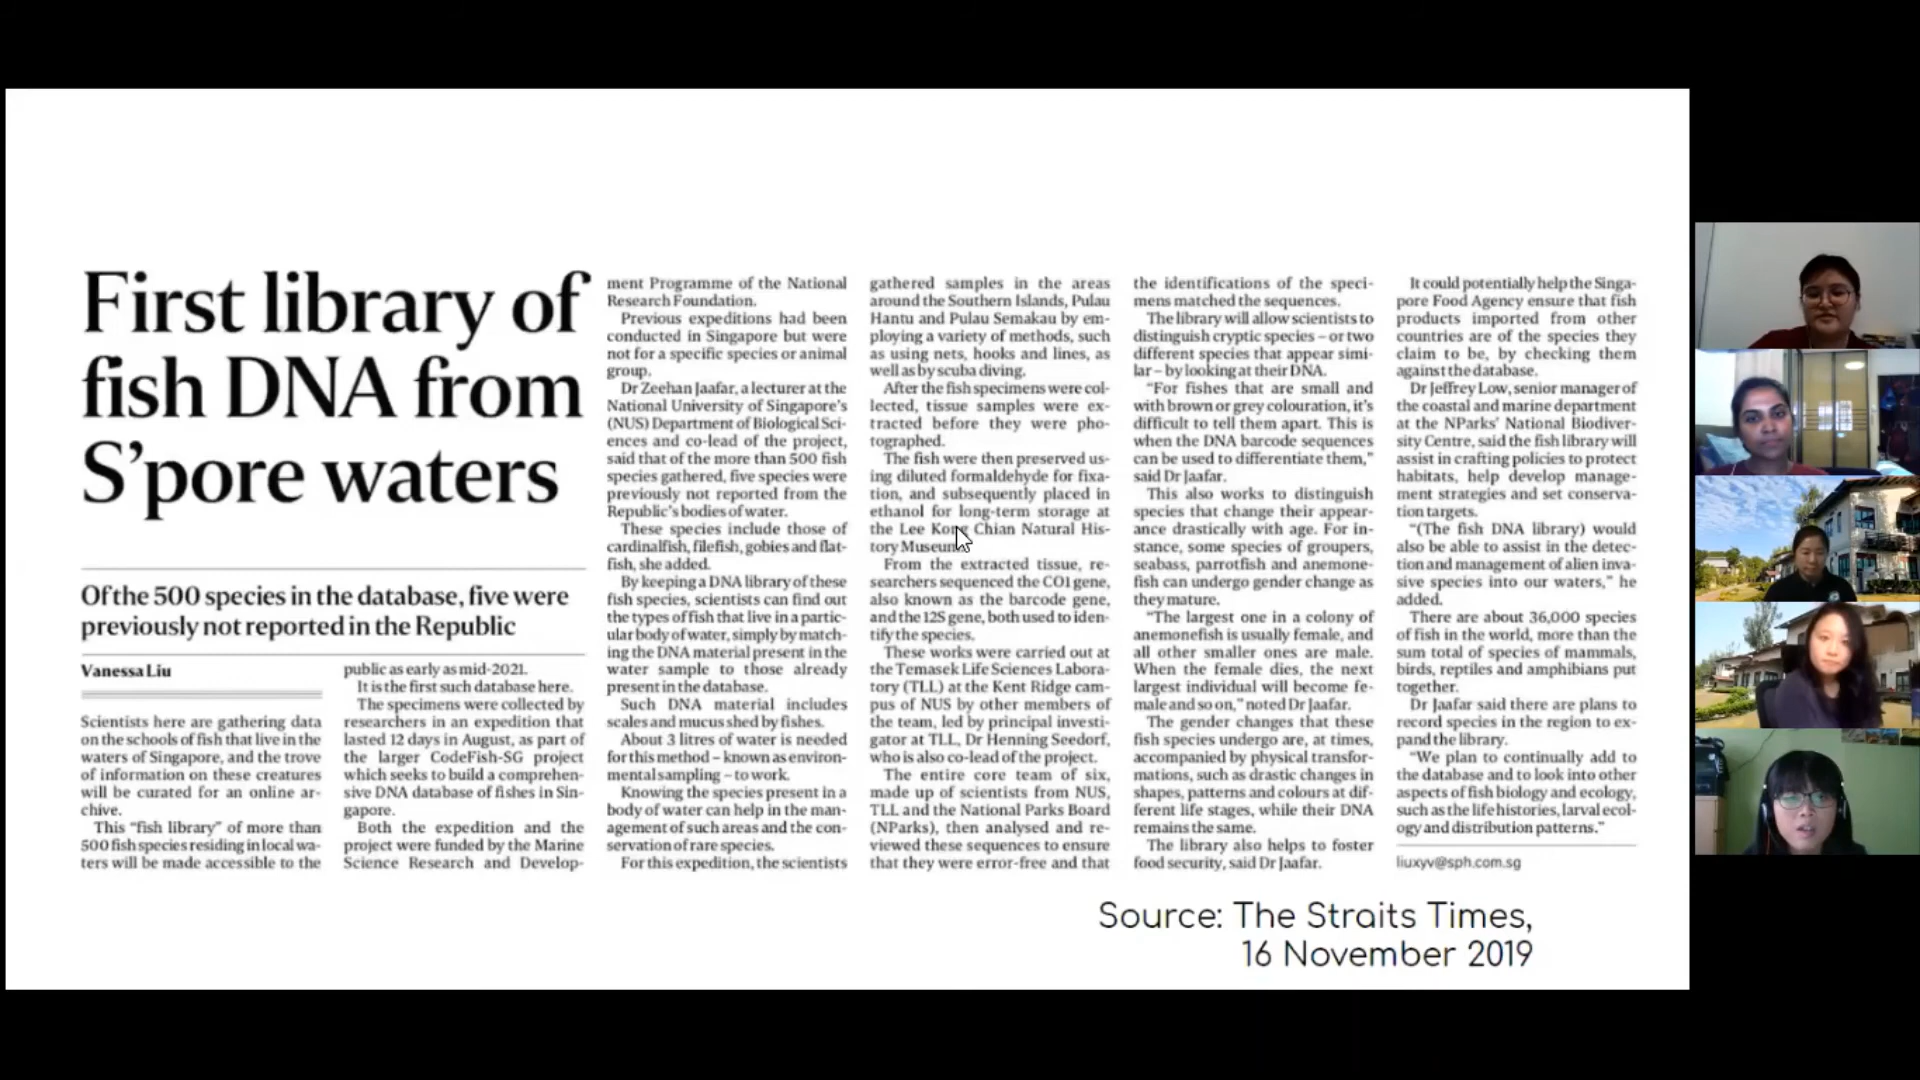 First library of
fish DNA from
S'pore waters
Of the 500 species in the database, five were
previously not reported in the Republic
Vanessa Liu
Scientists here are gathering data
on the schools of fish that live in the
waters of Singapore, and the trove
of information on these creatures
will be curated for an online ar-
chive.
This "fish library" of more than
500 fish species residing in local wa-
ters will be made accessible to the
public as early as mid-2021.
It is the first such database here.
The specimens were collected by
researchers in an expedition that
lasted 12 days in August, as part of
the larger CodeFish-SG project
which seeks to build a comprehen-
sive DNA database of fishes in Sin-
gapore.
Both the expedition and the
project were funded by the Marine
Science Research and Develop-
ment Programme of the National
Research Foundation.
Previous expeditions had been
conducted in Singapore but were
not for a specific species or animal
group.
Dr Zeehan Jaafar, a lecturer at the
National University of Singapore's
(NUS) Department of Biological Sci-
ences and co-lead of the project,
said that of the more than 500 fish
species gathered, five species were
previously not reported from the
Republic's bodies of water.
These species include those of
cardinalfish, filefish, gobies and flat-
fish, she added.
By keeping a DNA library of these
fish species, scientists can find out
the types of fish that live in a partic-
ular body of water, simply by match-
ing the DNA material present in the
water sample to those already
present in the database.
Such DNA material includes
scales and mucus shed by fishes.
About 3 litres of water is needed
for this method – known as environ-
mental sampling – to work.
Knowing the species present in a
body of water can help in the man-
agement of such areas and the con-
servation of rare species.
For this expedition, the scientists
gathered samples in the areas
around the Southern Islands, Pulau
Hantu and Pulau Semakau by em-
ploying a variety of methods, such
as using nets, hooks and lines, as
well as by scuba diving.
After the fish specimens were col-
lected, tissue samples were ex-
tracted before they were pho-
tographed.
The fish were then preserved us-
ing diluted formaldehyde for fixa-
tion, and subsequently placed in
ethanol for long-term storage at
the Lee Kong Chian Natural His-
tory Museum.
From the extracted tissue, re-
searchers sequenced the CO1 gene,
also known as the barcode gene,
and the 12S gene, both used to iden-
tify the species.
These works were carried out at
the Temasek Life Sciences Labora-
tory (TLL) at the Kent Ridge cam-
pus of NUS by other members of
the team, led by principal investi-
gator at TLL, Dr Henning Seedorf,
who is also co-lead of the project.
The entire core team of six,
made up of scientists from NUS,
TLL and the National Parks Board
(NParks), then analysed and re-
viewed these sequences to ensure
that they were error-free and that
the identifications of the speci-
mens matched the sequences.
The library will allow scientists to
distinguish cryptic species – or two
different species that appear simi-
lar – by looking at their DNA.
"For fishes that are small and
with brown or grey colouration, it's
difficult to tell them apart. This is
when the DNA barcode sequences
can be used to differentiate them,"
said Dr Jaafar.
This also works to distinguish
species that change their appear-
ance drastically with age. For in-
stance, some species of groupers,
seabass, parrotfish and anemone-
fish can undergo gender change as
they mature.
"The largest one in a colony of
anemonefish is usually female, and
all other smaller ones are male.
When the female dies, the next
largest individual will become fe-
male and so on," noted Dr Jaafar.
The gender changes that these
fish species undergo are, at times,
accompanied by physical transfor-
mations, such as drastic changes in
shapes, patterns and colours at dif-
ferent life stages, while their DNA
remains the same.
The library also helps to foster
food security, said Dr Jaafar.
It could potentially help the Singa-
pore Food Agency ensure that fish
products imported from other
countries are of the species they
claim to be, by checking them
against the database.
Dr Jeffrey Low, senior manager of
the coastal and marine department
at the NParks' National Biodiver-
sity Centre, said the fish library will
assist in crafting policies to protect
habitats, help develop manage-
ment strategies and set conserva-
tion targets.
"(The fish DNA library) would
also be able to assist in the detec-
tion and management of alien inva-
sive species into our waters," he
added.
There are about 36,000 species
of fish in the world, more than the
sum total of species of mammals,
birds, reptiles and amphibians put
together.
Dr Jaafar said there are plans to
record species in the region to ex-
pand the library.
"We plan to continually add to
the database and to look into other
aspects of fish biology and ecology,
such as the life histories, larval ecol-
ogy and distribution patterns."
liuxyv@sph.com.sg
Source: The Straits Times,
16 November 2019